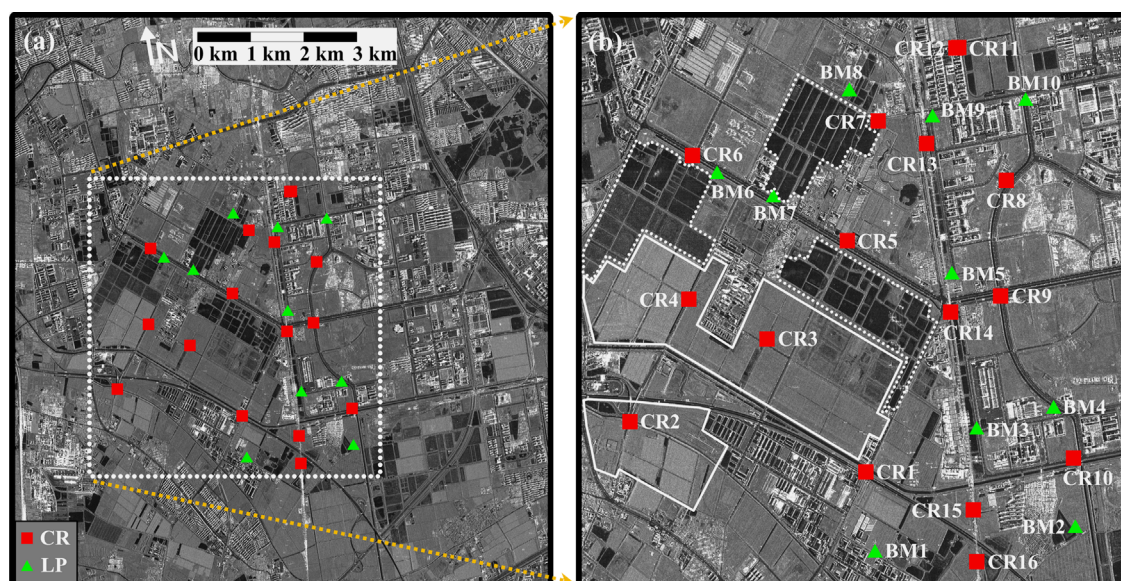 (a)
N
0 km 1 km 2 km 3 km
CR
LP
(b)
CR12
CR11
BM8
BM10
CR7
BM9
CR13
CR6
BM6
CR8
BM7
CR5
BM5
CR9
CR4
CR14
CR3
BM4
CR2
BM3
CR1
CR10
CR15
BM2
BM1
CR16